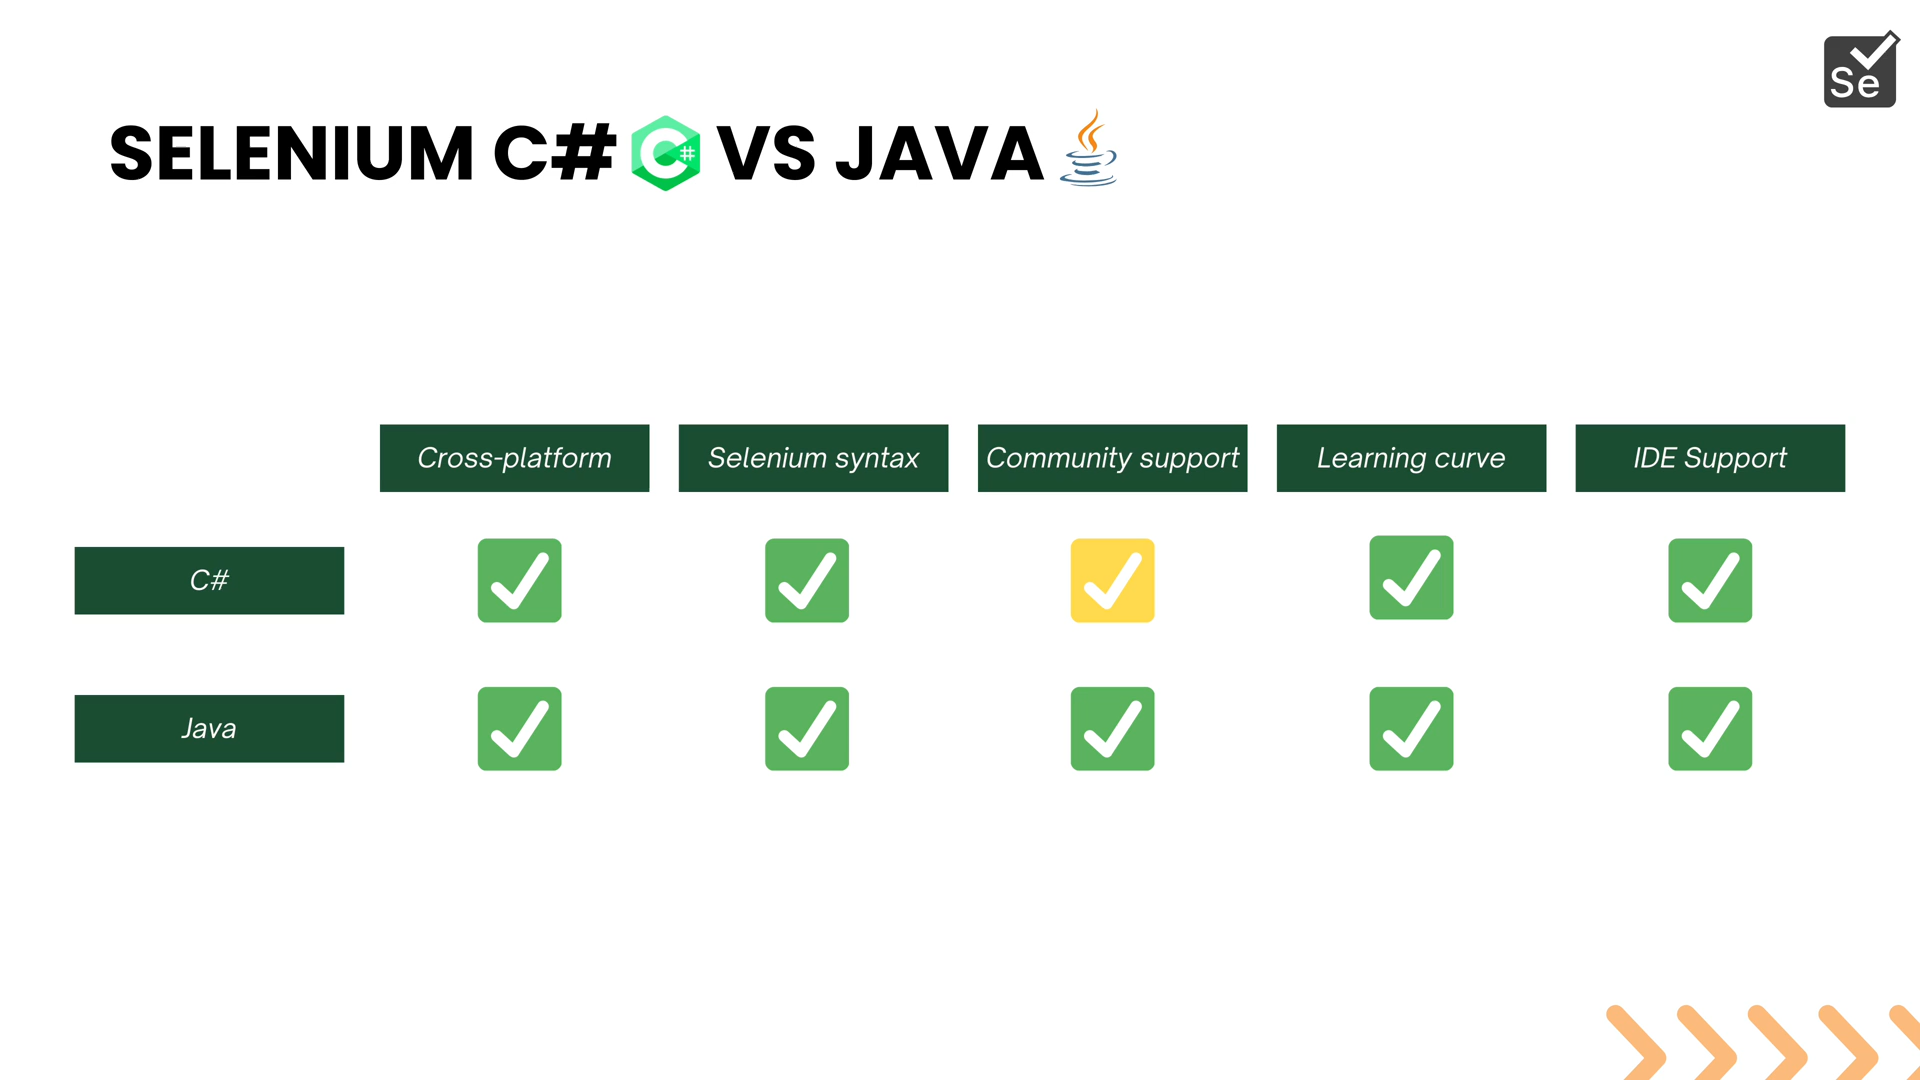 Se
SELENIUM C# C# VS JAVA
Cross-platform Selenium syntax Community support Learning curve IDE Support
C#
Java